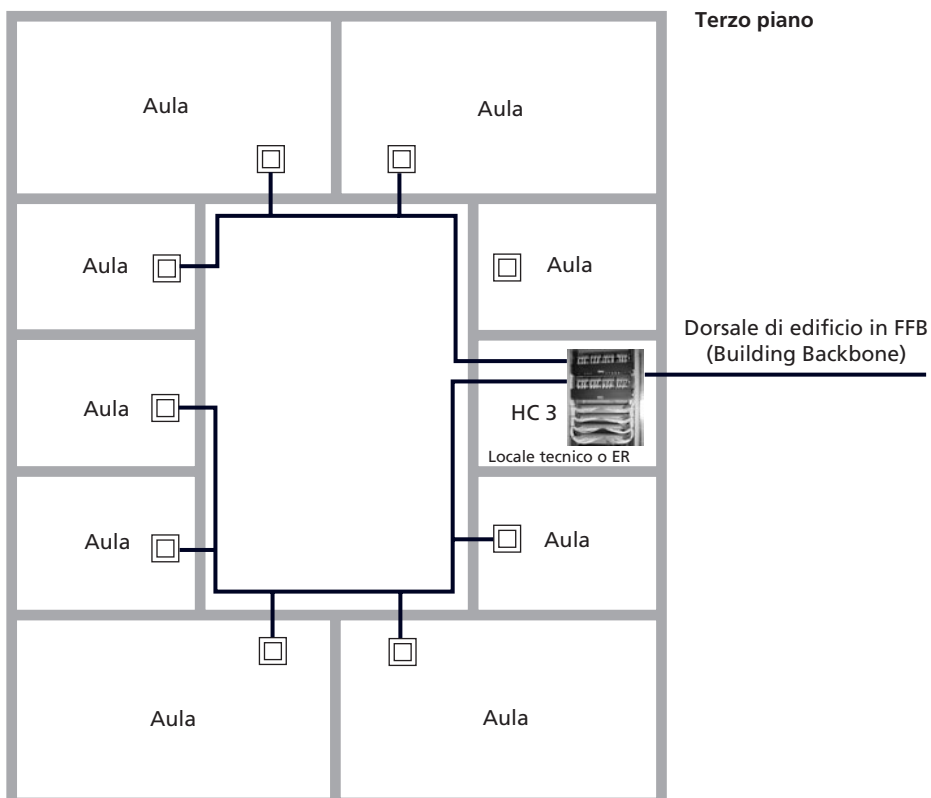 Terzo piano
Aula
Aula
Aula
Aula
Dorsale di edificio in FFB
(Building Backbone)
Aula
HC 3
Locale tecnico o ER
Aula
Aula
Aula
Aula